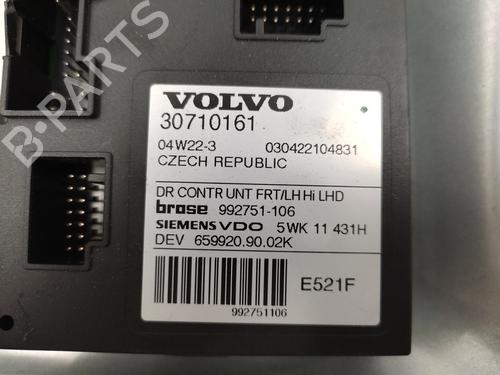 VOLVO
30710161
04W22-3 030422104831
CZECH REPUBLIC
DR CONTR UNT FRT/LH Hi LHD
brose 992751-106
SIEMENS VDO 5WK 11 431H
DEV 659920.90.02K
E521F
992751106
B-PARTS